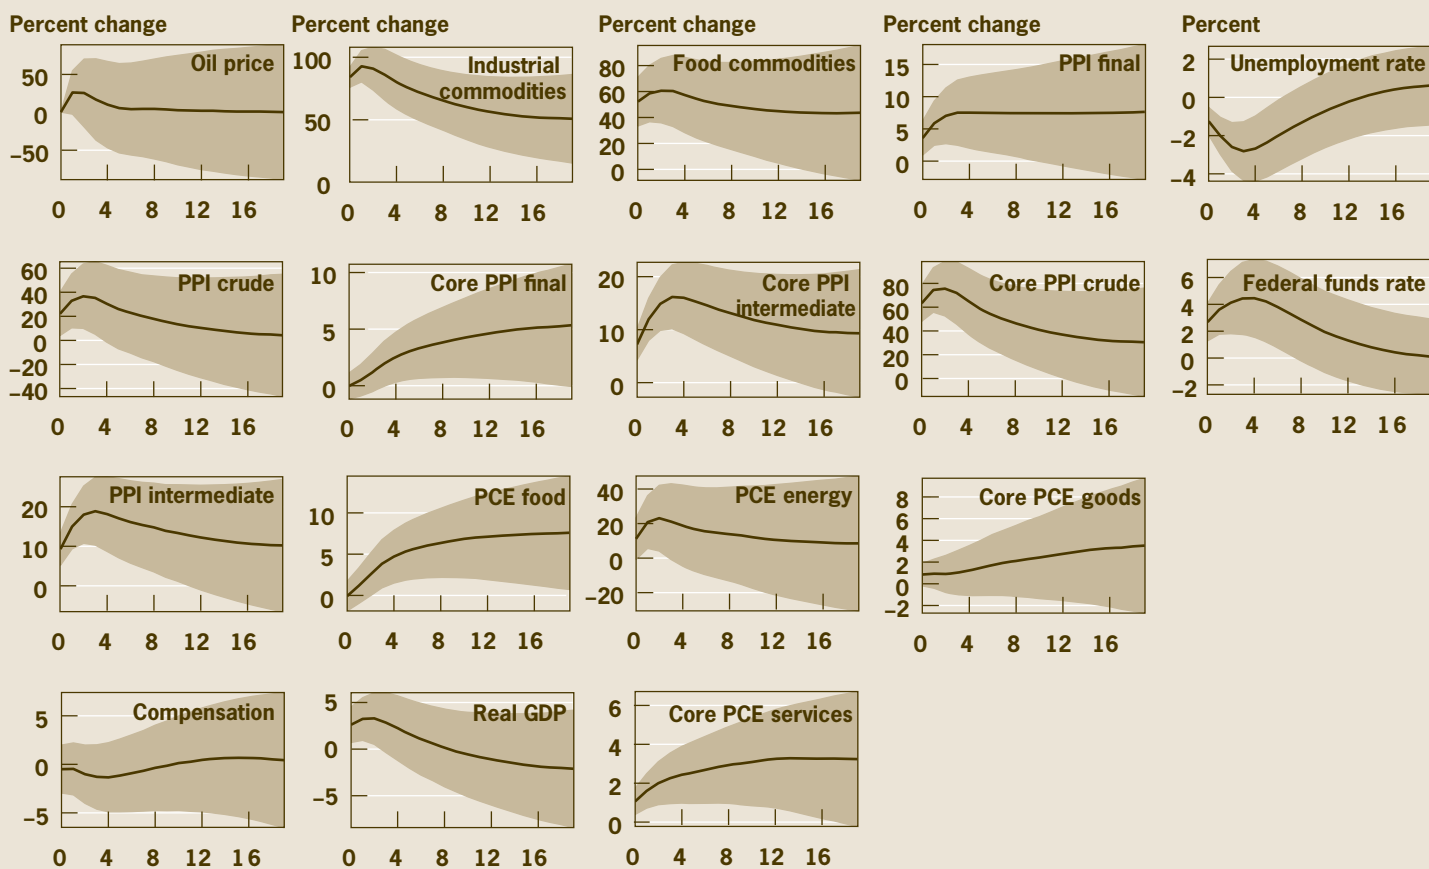 Percent change Percent change Percent change Percent change Percent
Oil price
50
0
–50
0 4 8 12 16
Industrial
commodities
100
50
0
0 4 8 12 16
Food commodities
80
60
40
20
0
0 4 8 12 16
PPI final
15
10
5
0
0 4 8 12 16
Unemployment rate
2
0
–2
–4
0 4 8 12 16
PPI crude
60
40
20
0
–20
–40
0 4 8 12 16
Core PPI final
10
5
0
0 4 8 12 16
Core PPI
intermediate
20
10
0
0 4 8 12 16
Core PPI crude
80
60
40
20
0
0 4 8 12 16
Federal funds rate
6
4
2
0
–2
0 4 8 12 16
PPI intermediate
20
10
0
0 4 8 12 16
PCE food
10
5
0
0 4 8 12 16
PCE energy
40
20
0
–20
0 4 8 12 16
Core PCE goods
8
6
4
2
0
–2
0 4 8 12 16
Compensation
5
0
–5
0 4 8 12 16
Real GDP
5
0
–5
0 4 8 12 16
Core PCE services
6
4
2
0
0 4 8 12 16